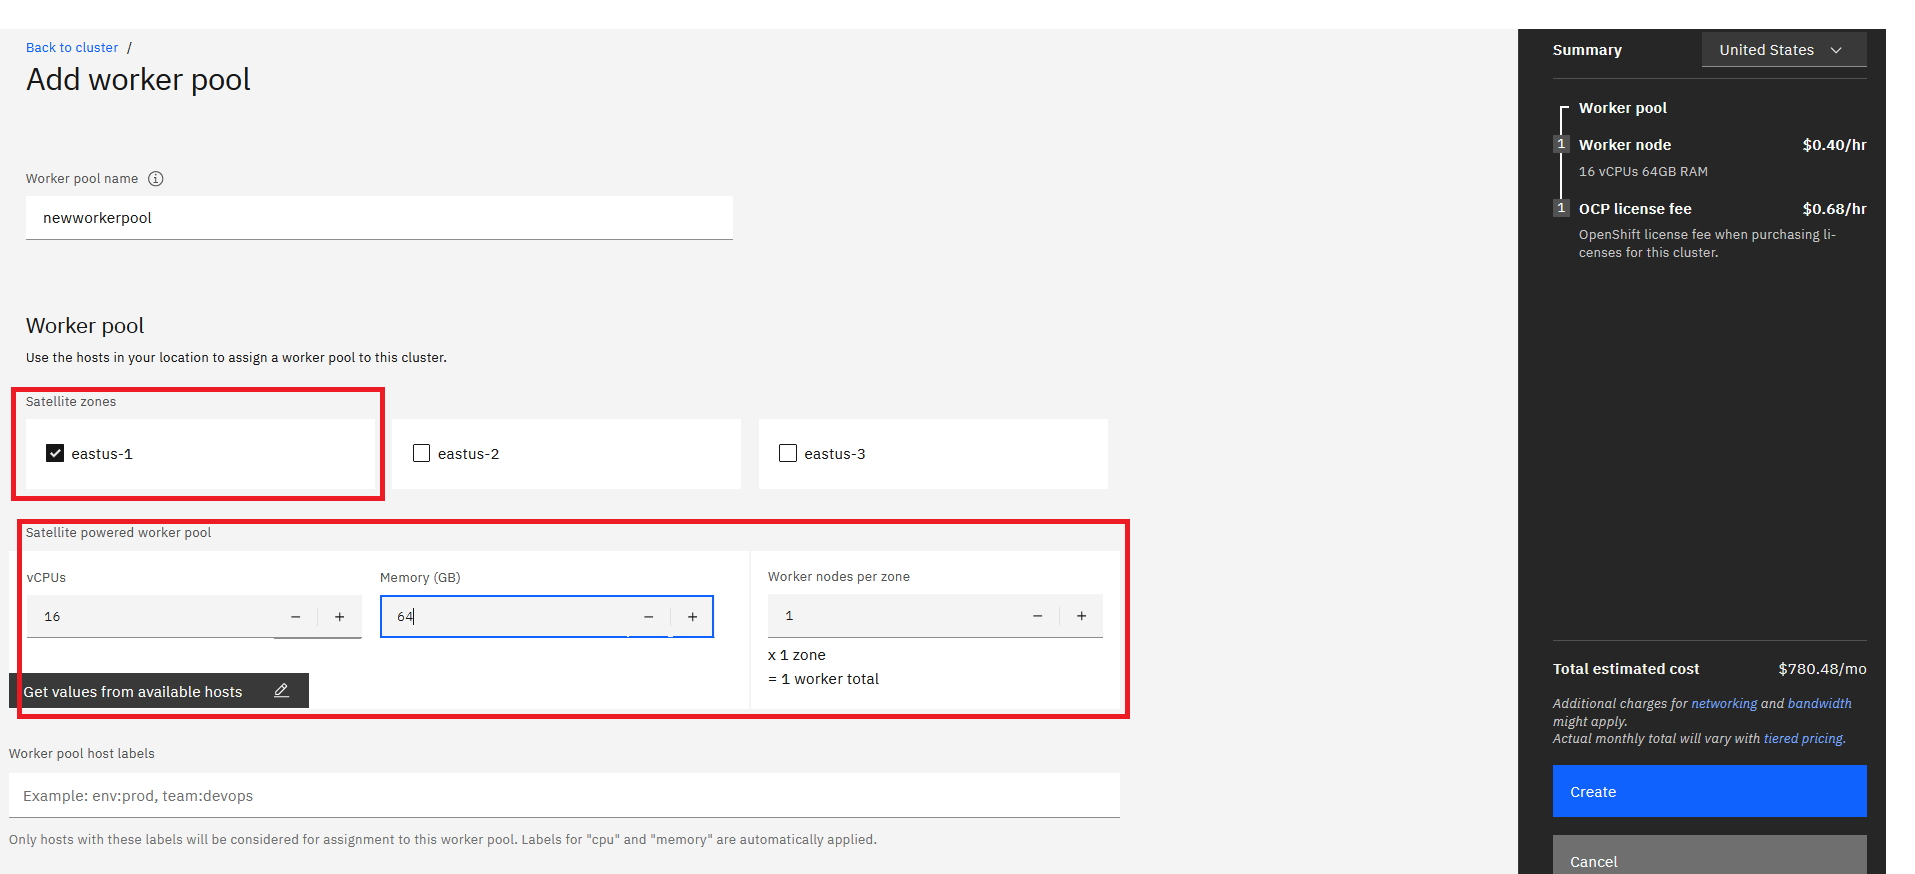 Back to cluster /
Add worker pool
Worker pool name
newworkerpool
Worker pool
Use the hosts in your location to assign a worker pool to this cluster.
Satellite zones
eastus-1
eastus-2
eastus-3
Satellite powered worker pool
vCPUs
16
Memory (GB)
64
Worker nodes per zone
1
x 1 zone
= 1 worker total
Get values from available hosts
Worker pool host labels
Example: env:prod, team:devops
Only hosts with these labels will be considered for assignment to this worker pool. Labels for "cpu" and "memory" are automatically applied.
Summary
United States
Worker pool
1 Worker node $0.40/hr
16 vCPUs 64GB RAM
1 OCP license fee $0.68/hr
OpenShift license fee when purchasing li-
censes for this cluster.
Total estimated cost $780.48/mo
Additional charges for networking and bandwidth
might apply.
Actual monthly total will vary with tiered pricing.
Create
Cancel